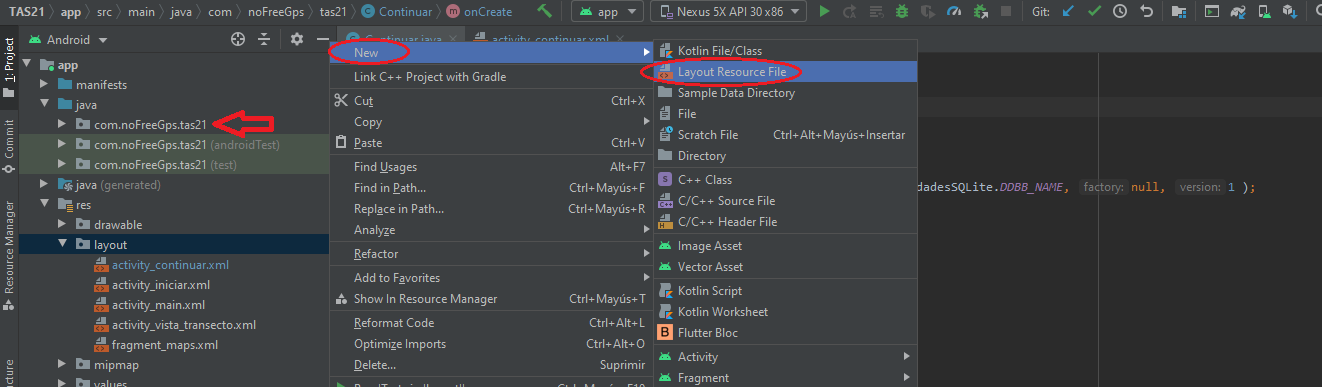 TAS21 app src main java com noFreeGps tas21 Continuar onCreate app Nexus 5X API 30 x86 Git:
1: Project
Commit
Resource Manager
Android
app
manifests
java
com.noFreeGps.tas21
com.noFreeGps.tas21 (androidTest)
com.noFreeGps.tas21 (test)
java (generated)
res
drawable
layout
activity_continuar.xml
activity_iniciar.xml
activity_main.xml
activity_vista_transecto.xml
fragment_maps.xml
mipmap
values
Continuar.java activity_continuar.xml
New
Link C++ Project with Gradle
Cut Ctrl+X
Copy
Paste Ctrl+V
Find Usages Alt+F7
Find in Path... Ctrl+Mayús+F
Replace in Path... Ctrl+Mayús+R
Analyze
Refactor
Add to Favorites
Show In Resource Manager Ctrl+Mayús+T
Reformat Code Ctrl+Alt+L
Optimize Imports Ctrl+Alt+O
Delete... Suprimir
Kotlin File/Class
Layout Resource File
Sample Data Directory
File
Scratch File Ctrl+Alt+Mayús+Insertar
Directory
C++ Class
C/C++ Source File
C/C++ Header File
Image Asset
Vector Asset
Kotlin Script
Kotlin Worksheet
Flutter Bloc
Activity
Fragment
dadesSQLite.DDBB_NAME, factory: null, version: 1 );